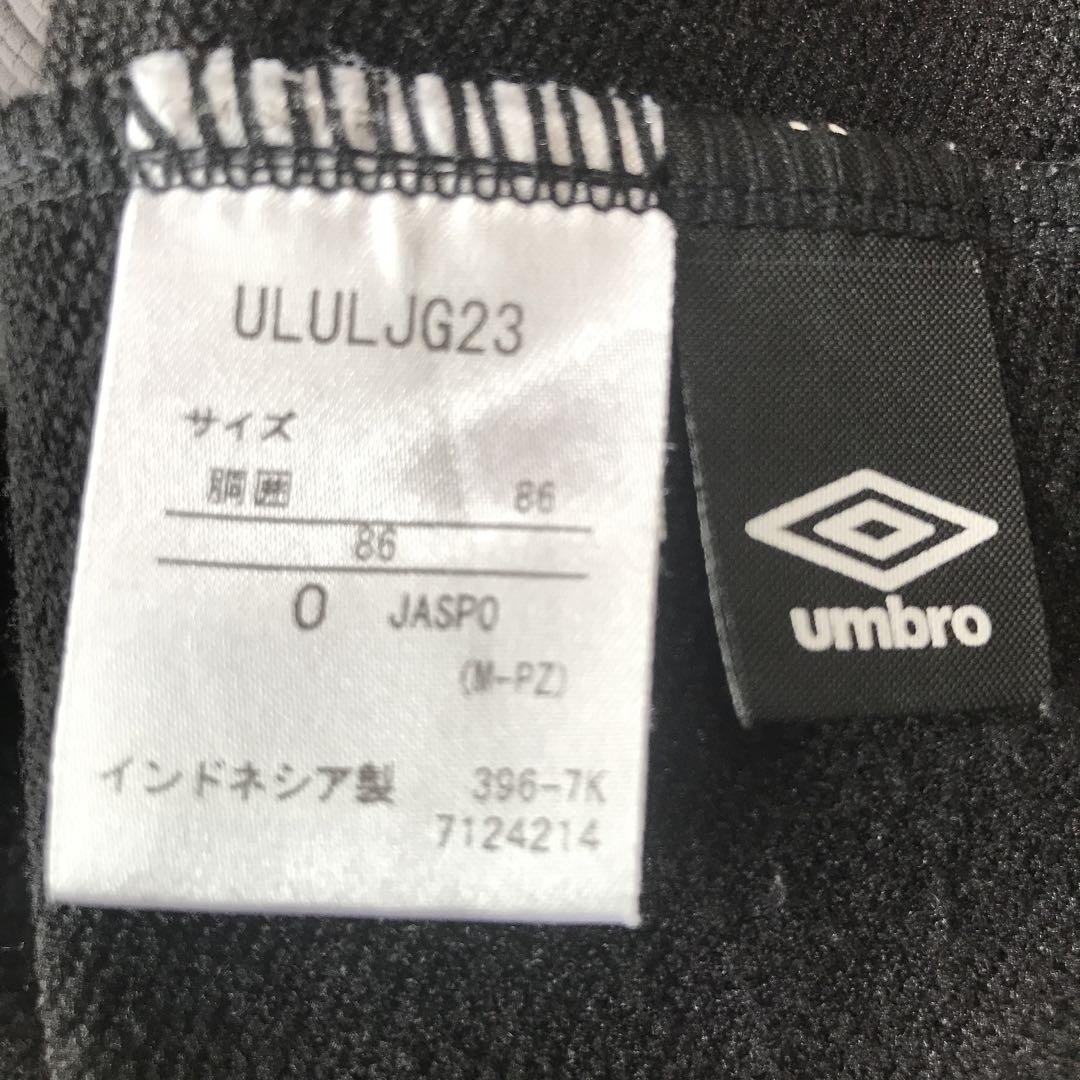 ULULJG23
サイズ
胴囲 86
86
O JASPO
(M-PZ)
インドネシア製 396-7K
7124214
umbro